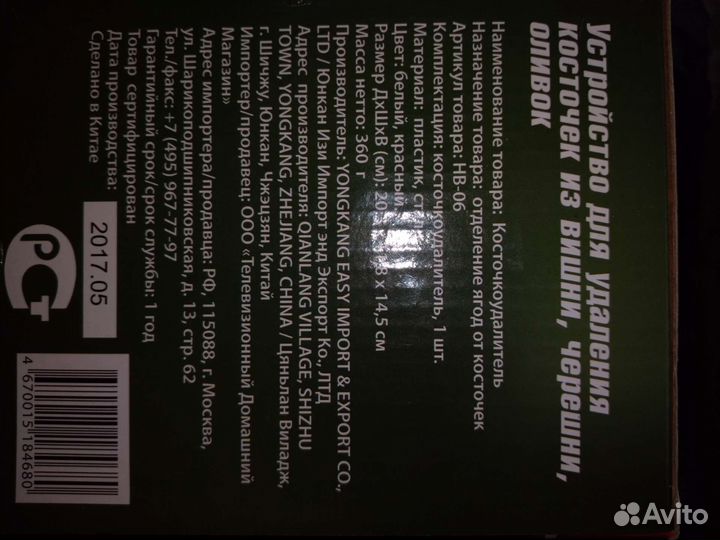 Устройство для удаления
косточек из вишни, черешни,
оливок
Наименование товара: Косточкоудалитель
Назначение товара: отделение ягод от косточек
Артикул товара: HB-06
Комплектация: косточкоудалитель, 1 шт.
Материал: пластик,
Цвет: белый, красный
Размер ДхШхВ (см): 20 8 х 14,5 см
Масса нетто: 360 г
Производитель: YONGKANG EASY IMPORT & EXPORT CO.,
LTD / Юнкан Изи Импорт энд Экспорт Ко., ЛТД
Адрес производителя: QIANLANG VILLAGE, SHIZHU
TOWN, YONGKANG, ZHEJIANG, CHINA / Цяньлан Виладж,
г. Шичжу, Юнкан, Чжэцзян, Китай
Импортер/продавец: ООО «Телевизионный Домашний
Магазин»
Адрес импортера/продавца: РФ, 115088, г. Москва,
ул. Шарикоподшипниковская, д. 13, стр. 62
Тел./факс: +7 (495) 967-77-97
Гарантийный срок/срок службы: 1 год
Товар сертифицирован
Дата производства:
2017.05
Сделано в Китае
РСТ
4 670015 184680
Avito